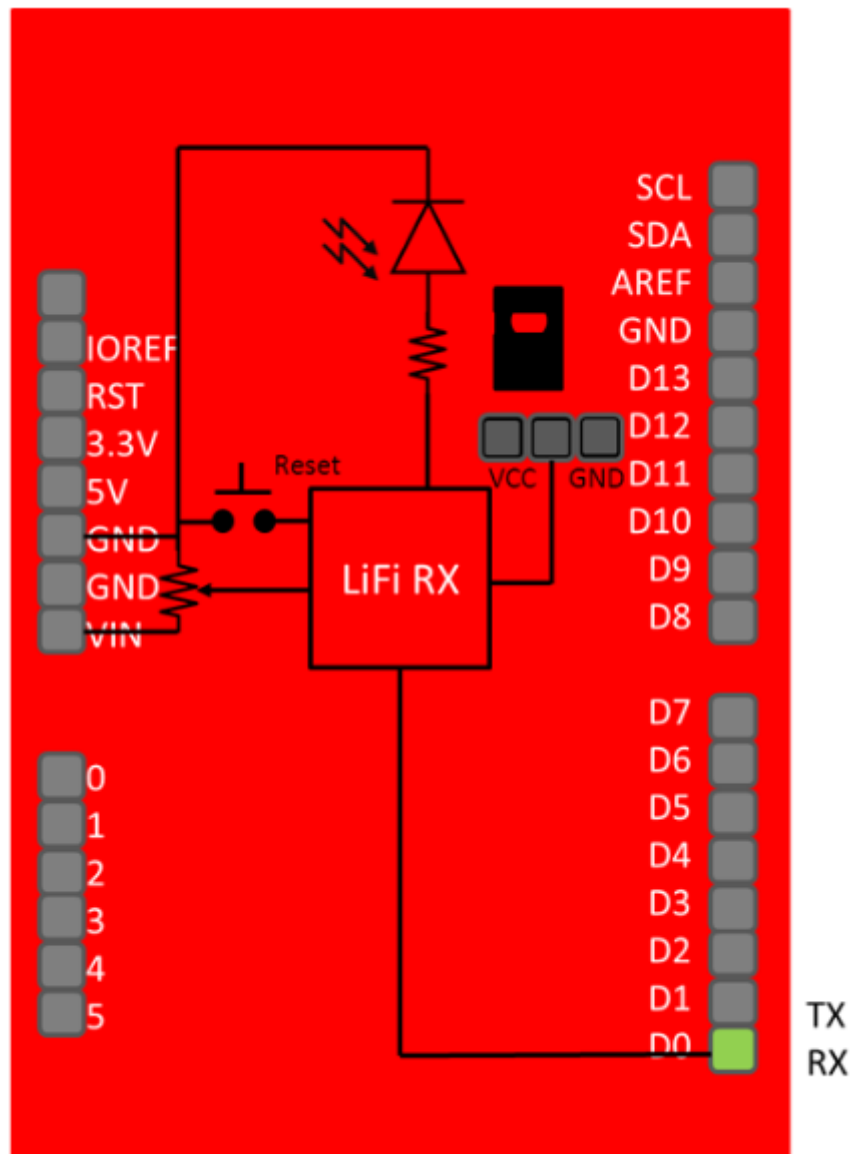 SCL
SDA
AREF
GND
D13
D12
D11
D10
D9
D8
IOREF
RST
3.3V
5V
GND
GND
VIN
Reset
VCC GND
LiFi RX
D7
D6
D5
D4
D3
D2
D1
D0
0
1
2
3
4
5
TX
RX